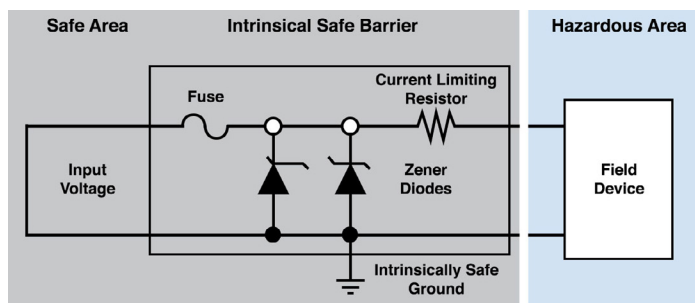 Safe Area
Intrinsical Safe Barrier
Hazardous Area
Fuse
Current Limiting
Resistor
Input
Voltage
Zener
Diodes
Field
Device
Intrinsically Safe
Ground